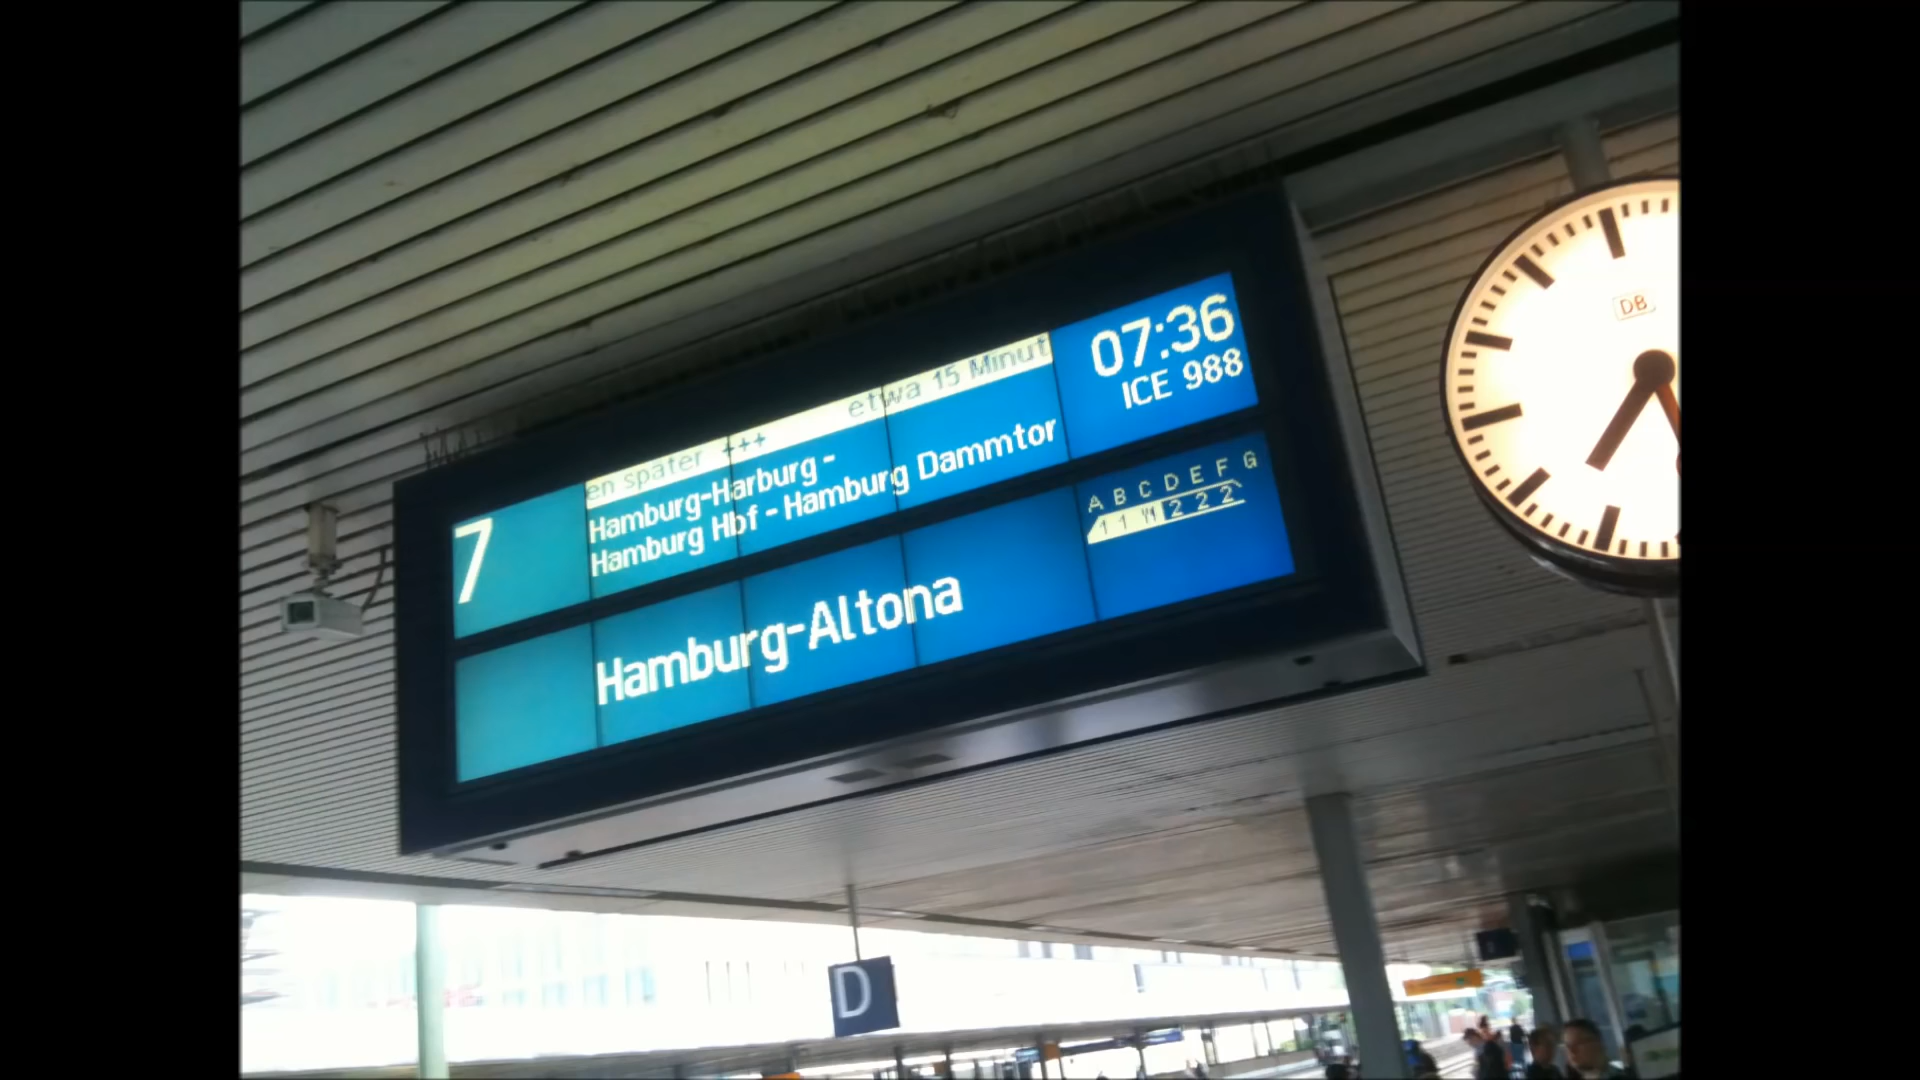 7
en später +++ etwa 15 Minut
07:36
ICE 988
Hamburg-Harburg -
Hamburg Hbf - Hamburg Dammtor
A B C D E F G
1 1 2 2 2
Hamburg-Altona
DB
D